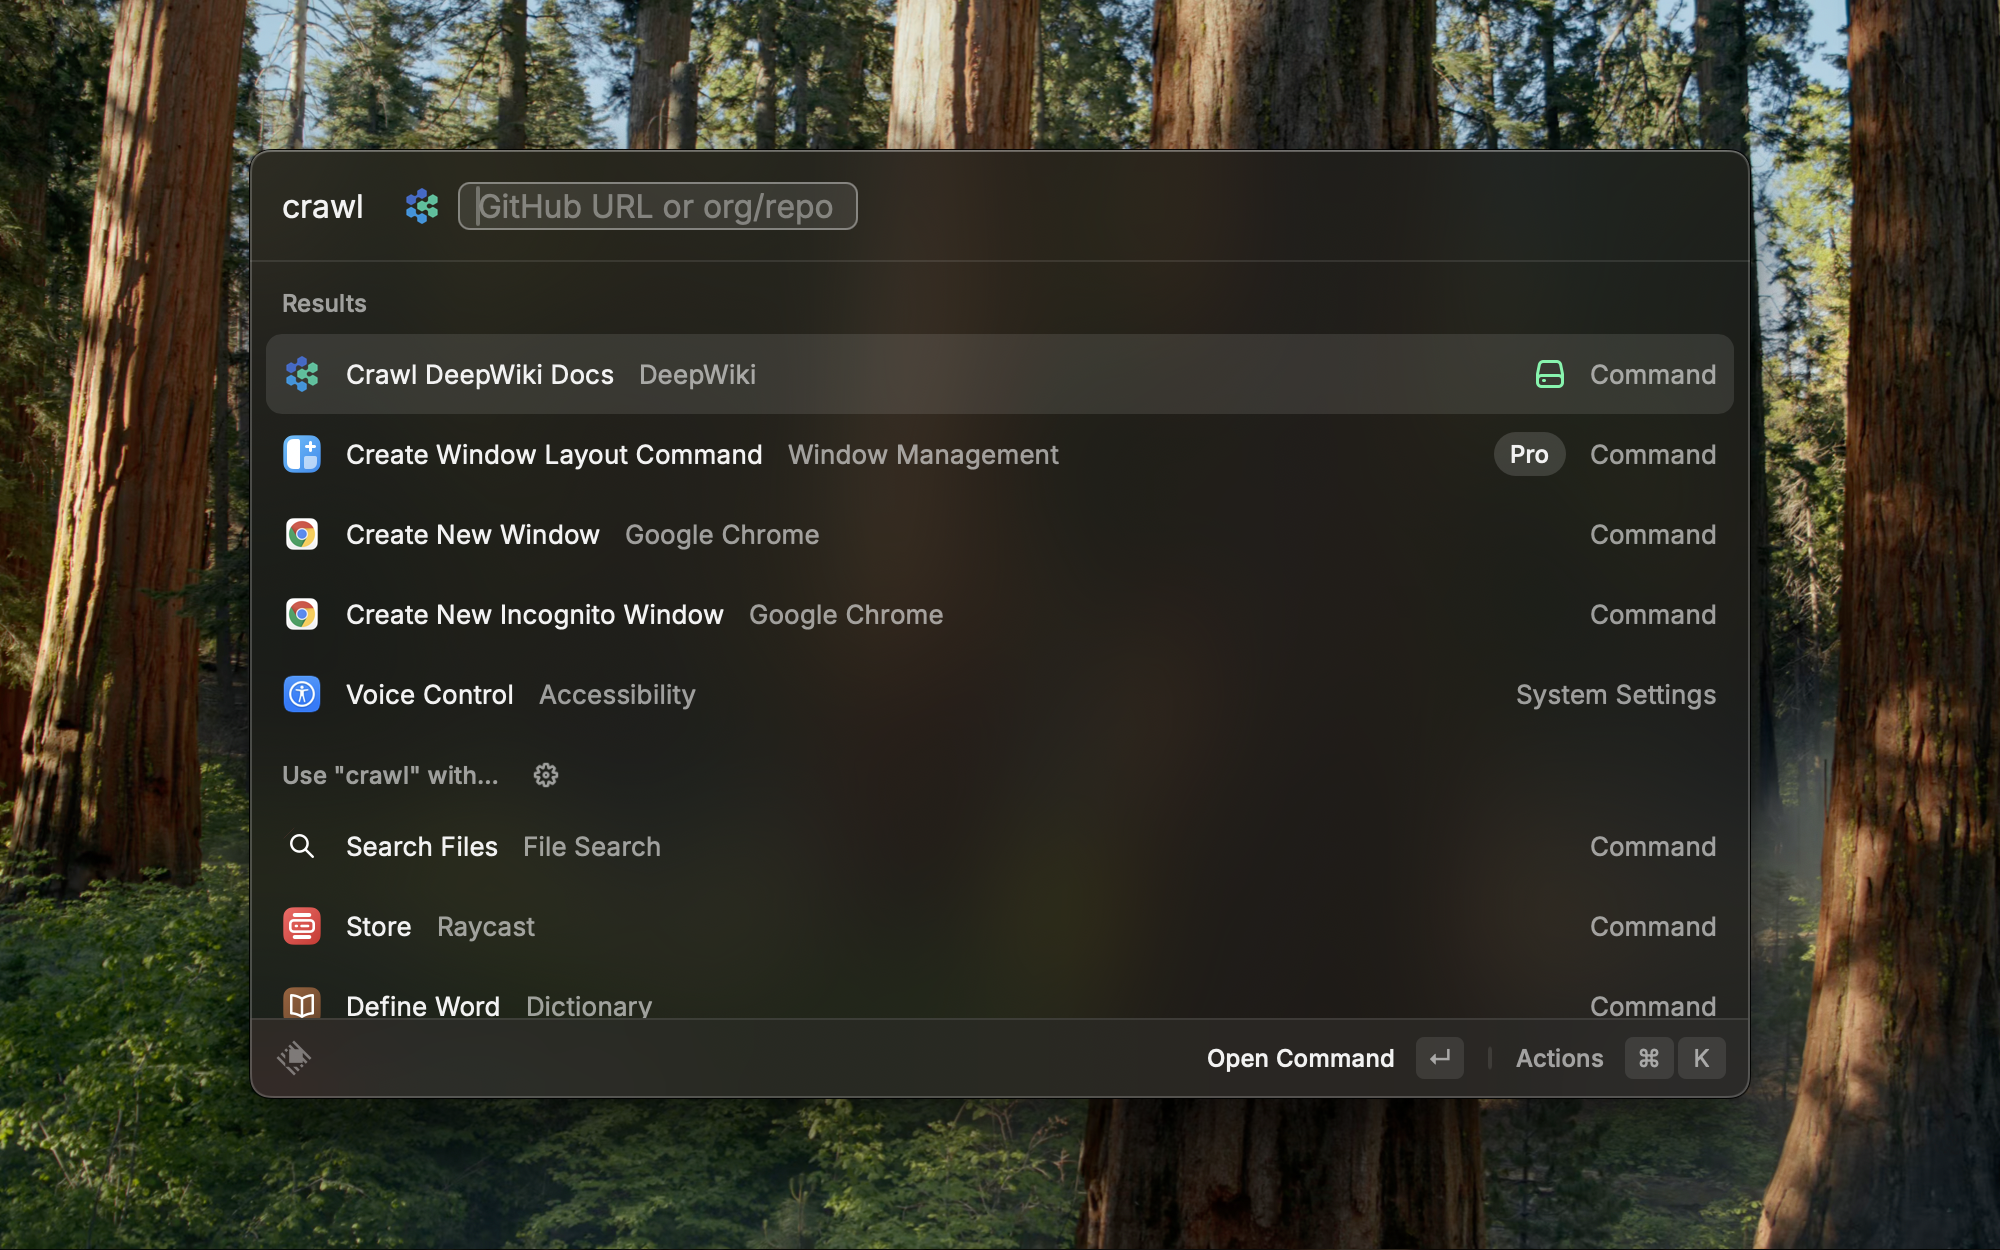 crawl GitHub URL or org/repo
Results
Crawl DeepWiki Docs DeepWiki Command
Create Window Layout Command Window Management Pro Command
Create New Window Google Chrome Command
Create New Incognito Window Google Chrome Command
Voice Control Accessibility System Settings
Use "crawl" with...
Search Files File Search Command
Store Raycast Command
Define Word Dictionary Command
Open Command ↵ Actions ⌘ K